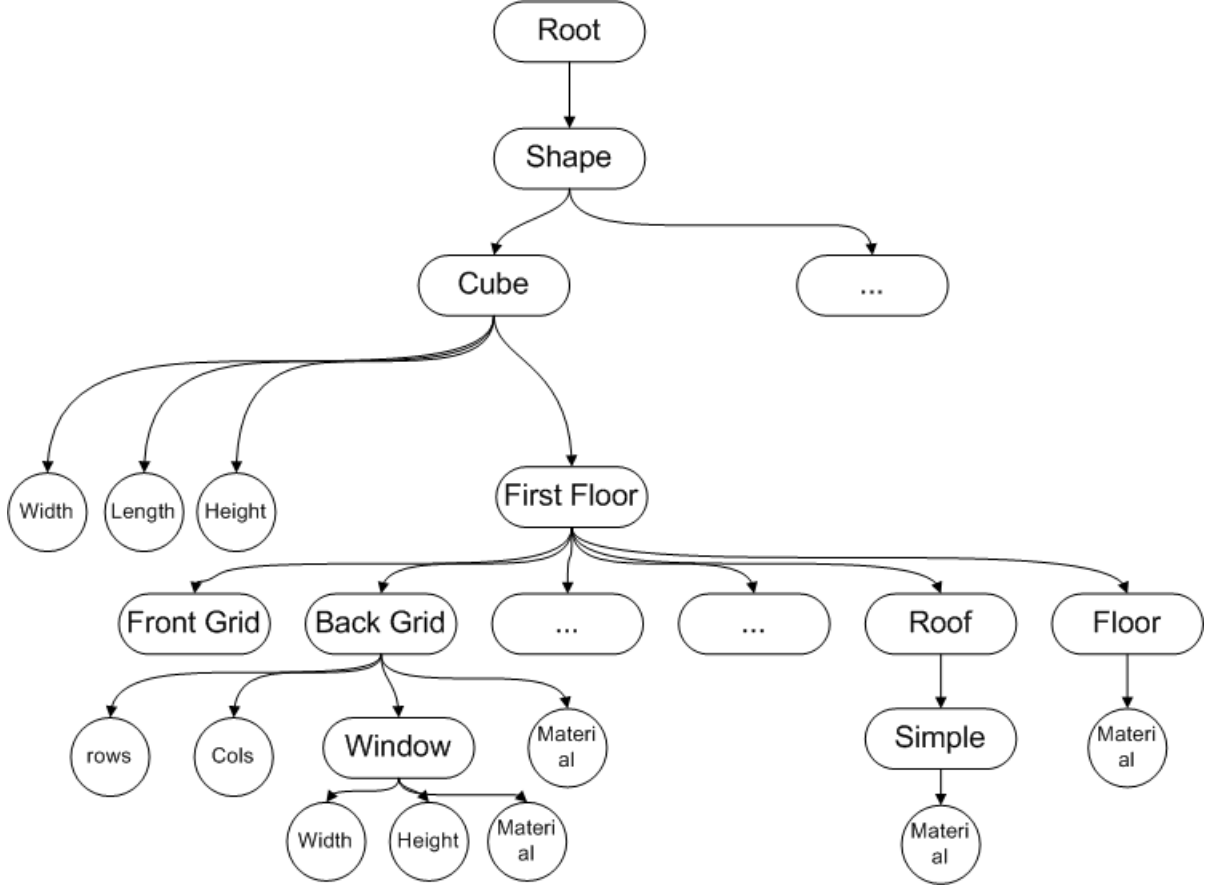 Root
Shape
Cube
...
Width
Length
Height
First Floor
Front Grid
Back Grid
...
...
Roof
Floor
rows
Cols
Window
Materi
al
Simple
Materi
al
Width
Height
Materi
al
Materi
al